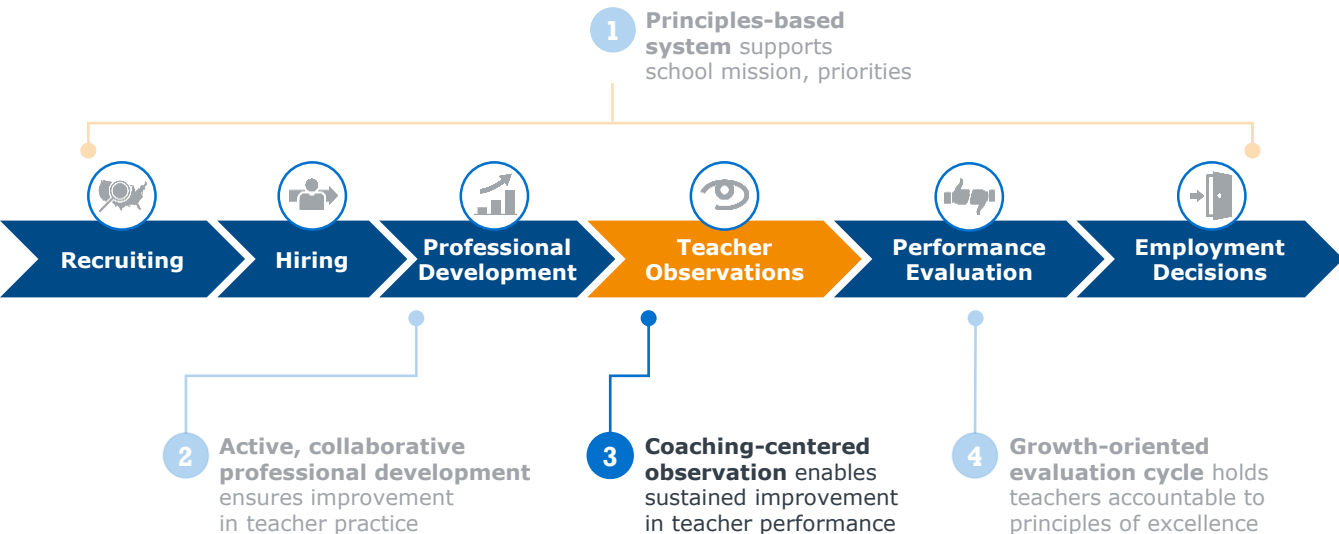 1
Principles-based
system supports
school mission, priorities
Recruiting
Hiring
Professional
Development
Teacher
Observations
Performance
Evaluation
Employment
Decisions
2
Active, collaborative
professional development
ensures improvement
in teacher practice
3
Coaching-centered
observation enables
sustained improvement
in teacher performance
4
Growth-oriented
evaluation cycle holds
teachers accountable to
principles of excellence